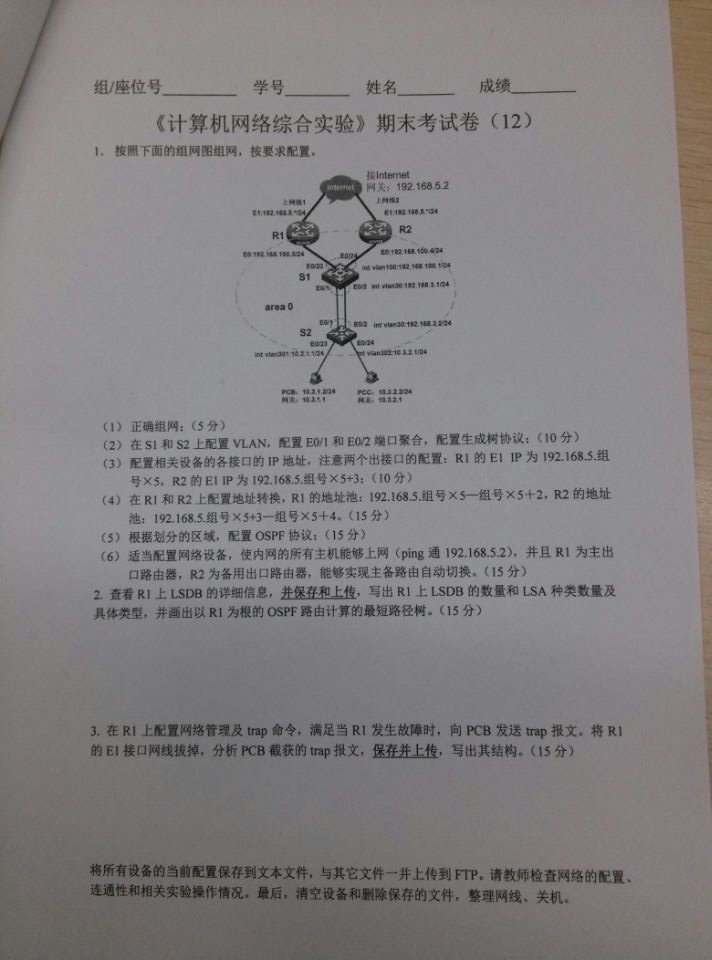 组/座位号________ 学号________ 姓名________ 成绩________
《计算机网络综合实验》期末考试卷（12）
1. 按照下面的组网图组网，按要求配置。
接Internet
Internet
网关：192.168.5.2
上网线1
上网线2
E1:192.168.5.*/24
E1:192.168.5.*/24
R1
R2
E0:192.168.100.3/24
E0:192.168.100.4/24
E0/23
E0/24
int vlan100:192.168.100.1/24
S1
E0/1
E0/2
int vlan30:192.168.3.1/24
area 0
E0/1
E0/2
int vlan30:192.168.3.2/24
S2
E0/23
E0/24
int vlan301:10.3.1.1/24
int vlan302:10.3.2.1/24
PCB：10.3.1.2/24
PCC：10.3.2.2/24
网关：10.3.1.1
网关：10.3.2.1
（1） 正确组网；（5 分）
（2） 在 S1 和 S2 上配置 VLAN，配置 E0/1 和 E0/2 端口聚合，配置生成树协议；（10 分）
（3） 配置相关设备的各接口的 IP 地址，注意两个出接口的配置：R1 的 E1 IP 为 192.168.5.组
号×5，R2 的 E1 IP 为 192.168.5.组号×5+3；（10 分）
（4） 在 R1 和 R2 上配置地址转换，R1 的地址池：192.168.5.组号×5—组号×5＋2，R2 的地址
池：192.168.5.组号×5+3—组号×5＋4。（15 分）
（5） 根据划分的区域，配置 OSPF 协议；（15 分）
（6） 适当配置网络设备，使内网的所有主机能够上网（ping 通 192.168.5.2），并且 R1 为主出
口路由器，R2 为备用出口路由器，能够实现主备路由自动切换。（15 分）
2. 查看 R1 上 LSDB 的详细信息，并保存和上传，写出 R1 上 LSDB 的数量和 LSA 种类数量及
具体类型，并画出以 R1 为根的 OSPF 路由计算的最短路径树。（15 分）
3. 在 R1 上配置网络管理及 trap 命令，满足当 R1 发生故障时，向 PCB 发送 trap 报文。将 R1
的 E1 接口网线拔掉，分析 PCB 截获的 trap 报文，保存并上传，写出其结构。（15 分）
将所有设备的当前配置保存到文本文件，与其它文件一并上传到 FTP。请教师检查网络的配置、
连通性和相关实验操作情况。最后，清空设备和删除保存的文件，整理网线、关机。